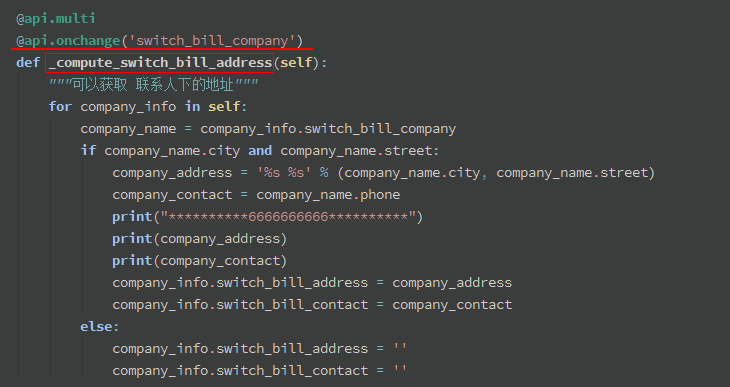 @api.multi
@api.onchange('switch_bill_company')
def _compute_switch_bill_address(self):
    """可以获取 联系人下的地址"""
    for company_info in self:
        company_name = company_info.switch_bill_company
        if company_name.city and company_name.street:
            company_address = '%s %s' % (company_name.city, company_name.street)
            company_contact = company_name.phone
            print("**********6666666666**********")
            print(company_address)
            print(company_contact)
            company_info.switch_bill_address = company_address
            company_info.switch_bill_contact = company_contact
        else:
            company_info.switch_bill_address = ''
            company_info.switch_bill_contact = ''